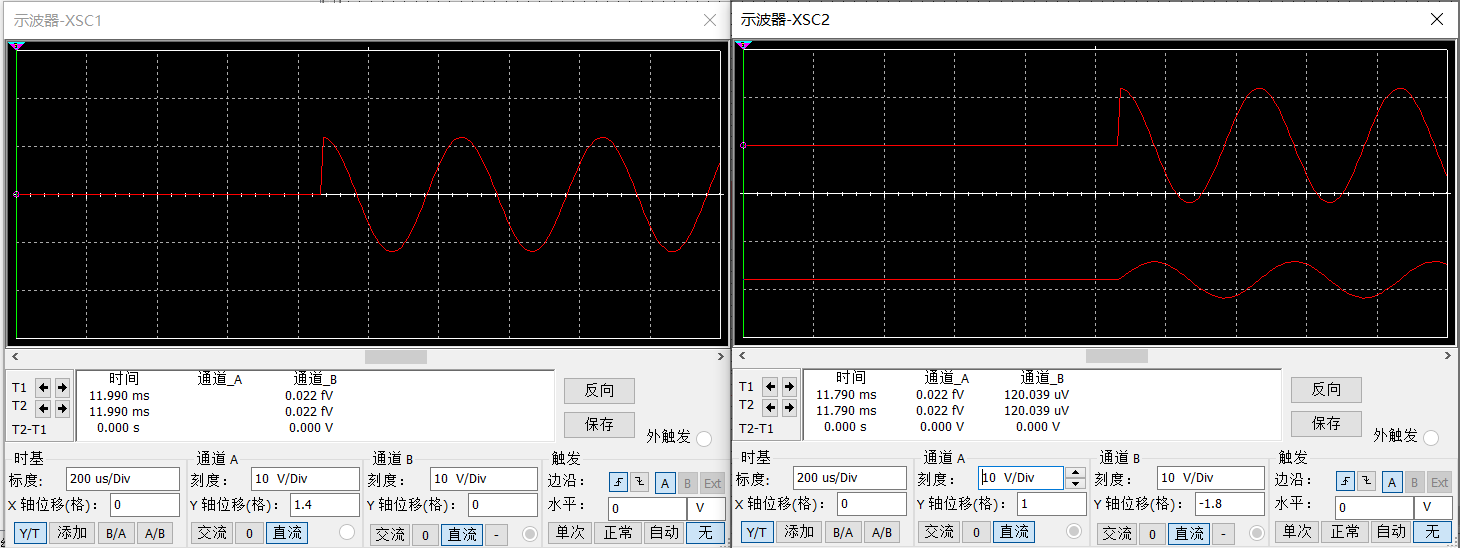 示波器-XSC1
时间 通道_A 通道_B
T1 11.990 ms 0.022 fV
T2 11.990 ms 0.022 fV
T2-T1 0.000 s 0.000 V
反向
保存
外触发
时基
标度： 200 us/Div
X 轴位移(格)： 0
Y/T 添加 B/A A/B
通道 A
刻度： 10 V/Div
Y 轴位移(格)： 1.4
交流 0 直流
通道 B
刻度： 10 V/Div
Y 轴位移(格)： 0
交流 0 直流 -
触发
边沿： A B Ext
水平： 0 V
单次 正常 自动 无
示波器-XSC2
时间 通道_A 通道_B
T1 11.790 ms 0.022 fV 120.039 uV
T2 11.790 ms 0.022 fV 120.039 uV
T2-T1 0.000 s 0.000 V 0.000 V
反向
保存
外触发
时基
标度： 200 us/Div
X 轴位移(格)： 0
Y/T 添加 B/A A/B
通道 A
刻度： 10 V/Div
Y 轴位移(格)： 1
交流 0 直流
通道 B
刻度： 10 V/Div
Y 轴位移(格)： -1.8
交流 0 直流 -
触发
边沿： A B Ext
水平： 0 V
单次 正常 自动 无